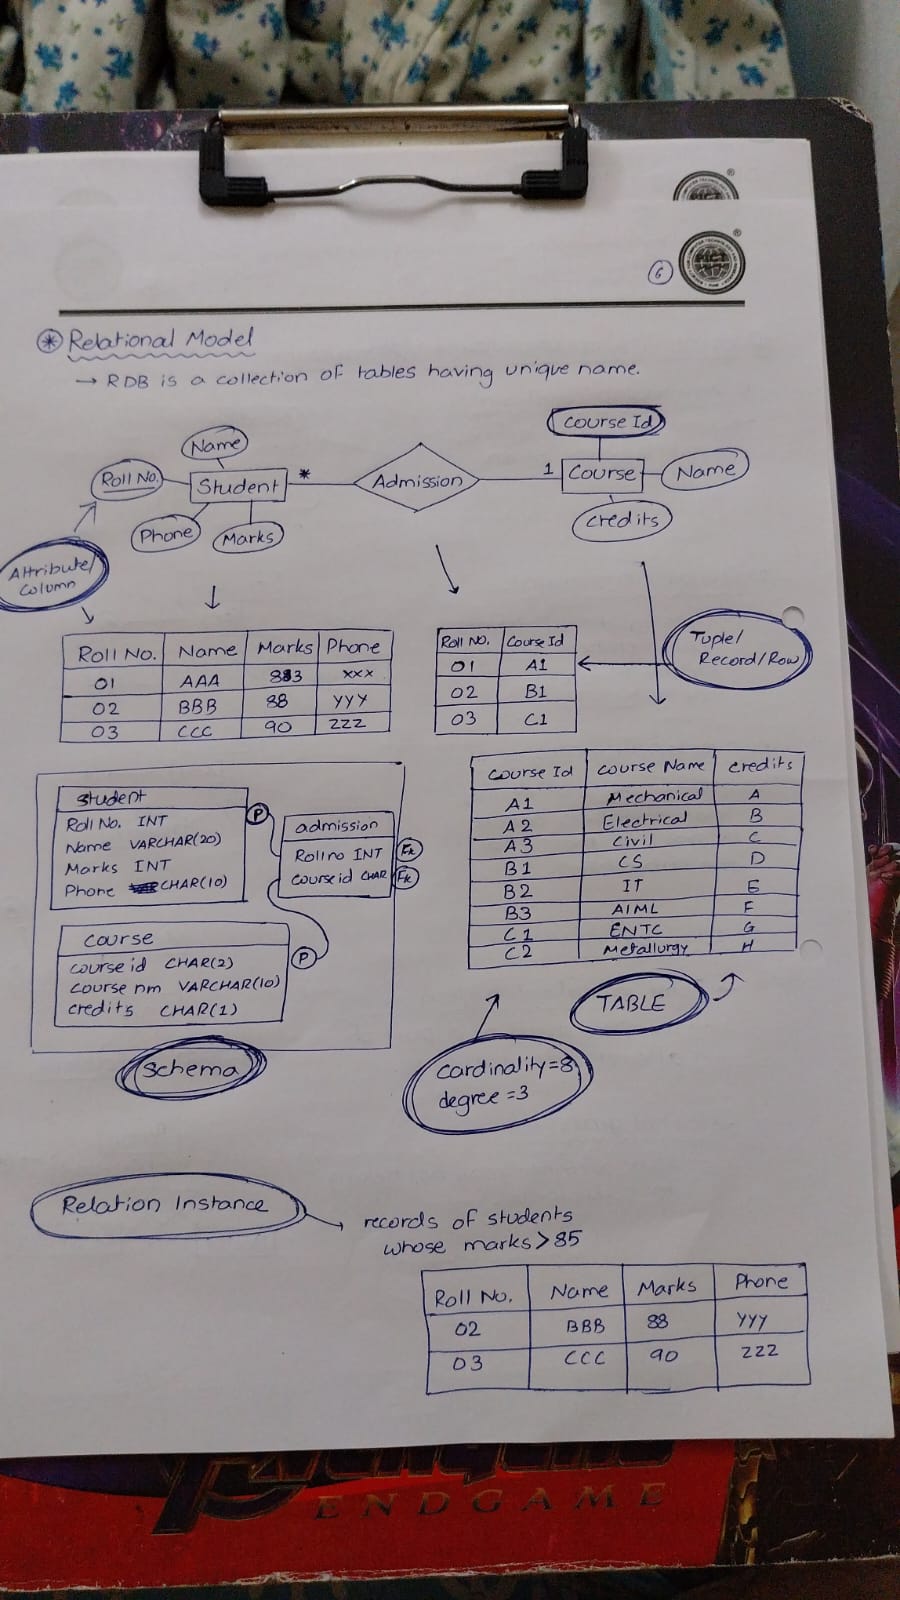 6
Relational Model
→ RDB is a collection of tables having unique name.
Name
Roll No.
Student
Phone
Marks
*
Admission
1
Course Id
Course
Name
Credits
Attribute/
Column
Roll No. Name Marks Phone
01 AAA 83 xxx
02 BBB 88 YYY
03 CCC 90 ZZZ
Roll No. Course Id
01 A1
02 B1
03 C1
Tuple/
Record/Row
Student
Roll No. INT
Name VARCHAR(20)
Marks INT
Phone CHAR(10)
P
admission
Rollno INT FK
Courseid CHAR FK
course
course id CHAR(2)
course nm VARCHAR(10)
credits CHAR(1)
P
Schema
Course Id Course Name Credits
A1 Mechanical A
A2 Electrical B
A3 Civil C
B1 CS D
B2 IT E
B3 AIML F
C1 ENTC G
C2 Metallurgy H
TABLE
Cardinality=8
degree=3
Relation Instance
records of students
whose marks>85
Roll No. Name Marks Phone
02 BBB 88 YYY
03 CCC 90 ZZZ
ENDGAME